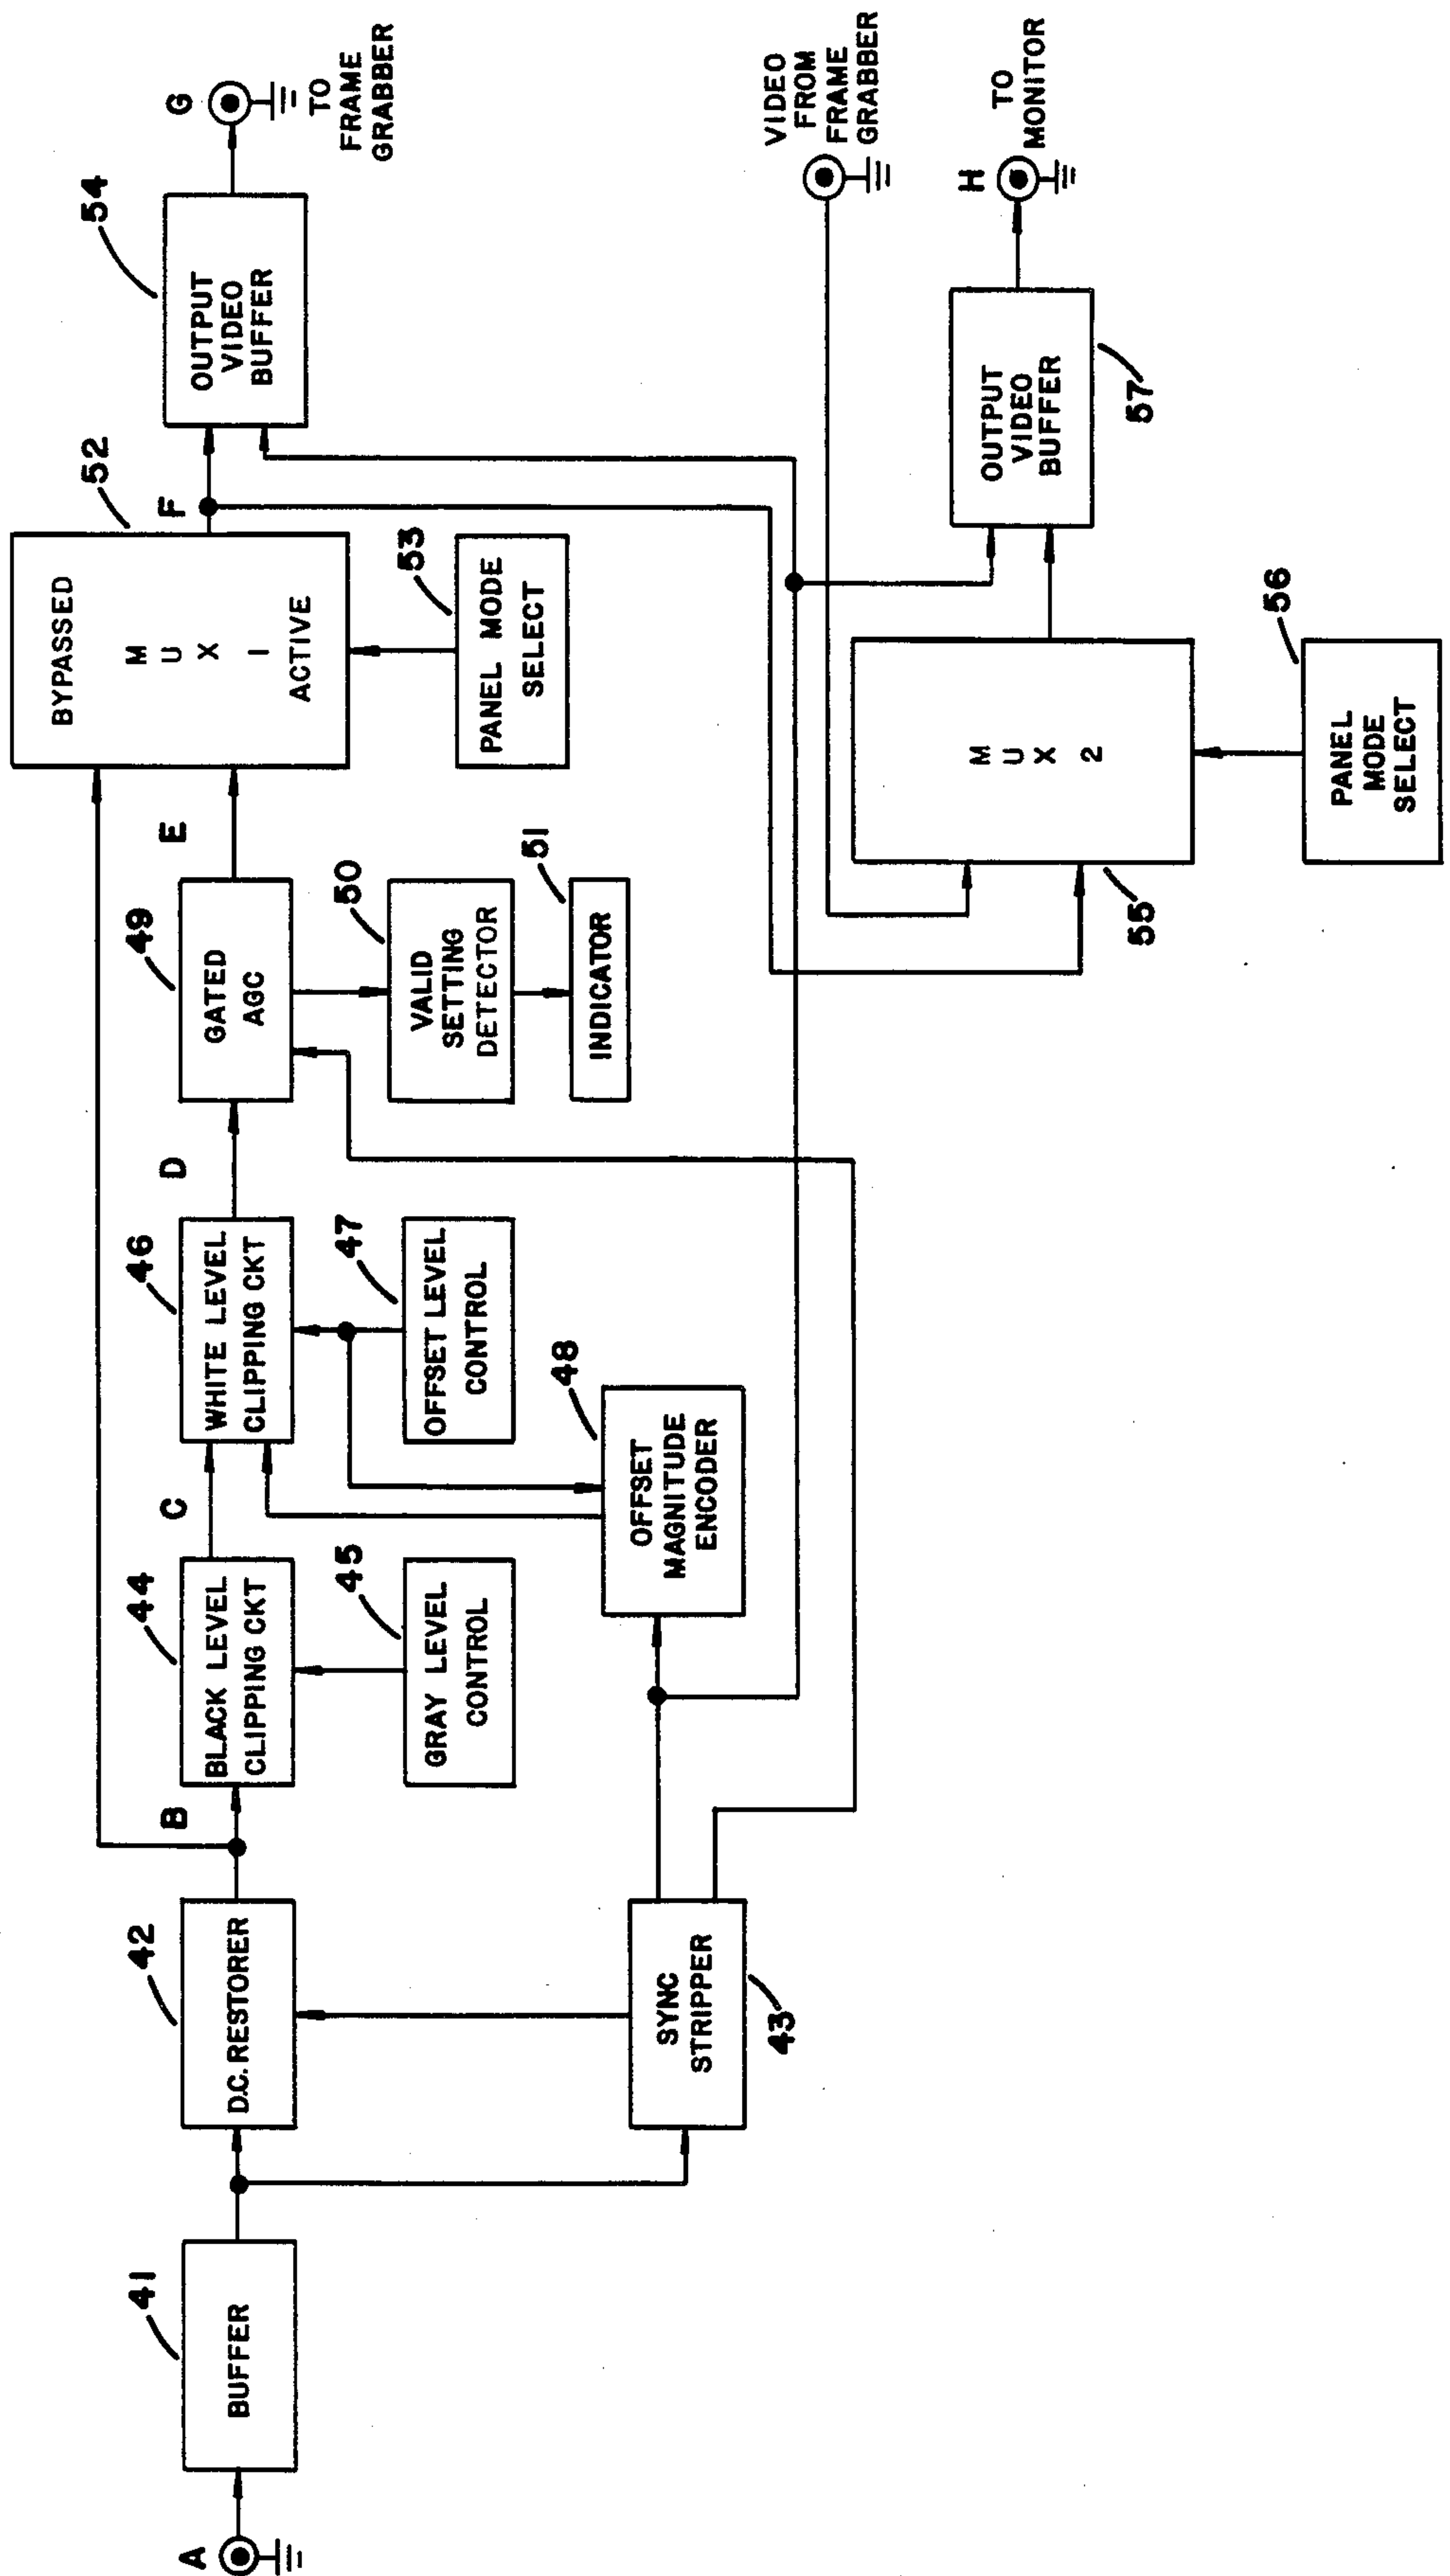 A
41
BUFFER
42
D.C. RESTORER
43
SYNC
STRIPPER
B
44
BLACK LEVEL
CLIPPING CKT
45
GRAY LEVEL
CONTROL
C
46
WHITE LEVEL
CLIPPING CKT
47
OFFSET LEVEL
CONTROL
48
OFFSET
MAGNITUDE
ENCODER
D
49
GATED
AGC
50
VALID
SETTING
DETECTOR
51
INDICATOR
E
52
BYPASSED
M
U
X
1
ACTIVE
53
PANEL MODE
SELECT
F
54
OUTPUT
VIDEO
BUFFER
G
TO
FRAME
GRABBER
VIDEO
FROM
FRAME
GRABBER
55
M
U
X
2
56
PANEL
MODE
SELECT
57
OUTPUT
VIDEO
BUFFER
H
TO
MONITOR